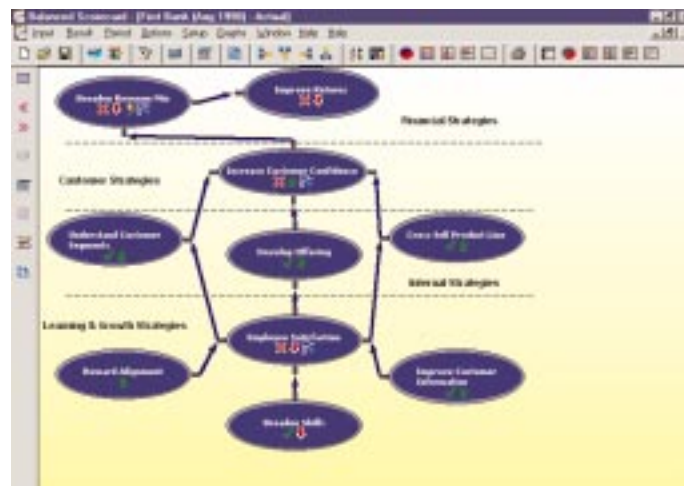 Balanced Scorecard - [First Bank (Aug 1998) - Actual]
Input Result Period Options Setup Graphs Window Help
Develop Revenue Mix
Improve Returns
Financial Strategies
Increase Customer Confidence
Customer Strategies
Understand Customer
Segments
Develop Offering
Cross-Sell Product Line
Internal Strategies
Learning & Growth Strategies
Employee Satisfaction
Reward Alignment
Improve Customer
Information
Develop Skills